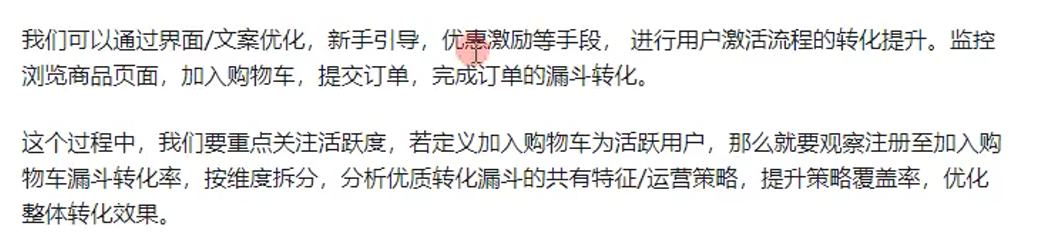 我们可以通过界面/文案优化，新手引导，优惠激励等手段， 进行用户激活流程的转化提升。监控
浏览商品页面，加入购物车，提交订单，完成订单的漏斗转化。
这个过程中，我们要重点关注活跃度，若定义加入购物车为活跃用户，那么就要观察注册至加入购
物车漏斗转化率，按维度拆分，分析优质转化漏斗的共有特征/运营策略，提升策略覆盖率，优化
整体转化效果。